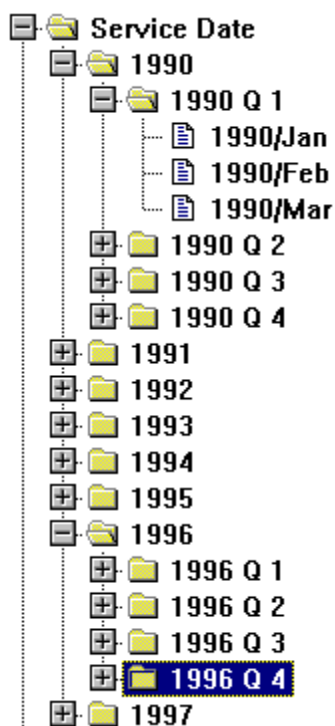 Service Date
1990
1990 Q 1
1990/Jan
1990/Feb
1990/Mar
1990 Q 2
1990 Q 3
1990 Q 4
1991
1992
1993
1994
1995
1996
1996 Q 1
1996 Q 2
1996 Q 3
1996 Q 4
1997